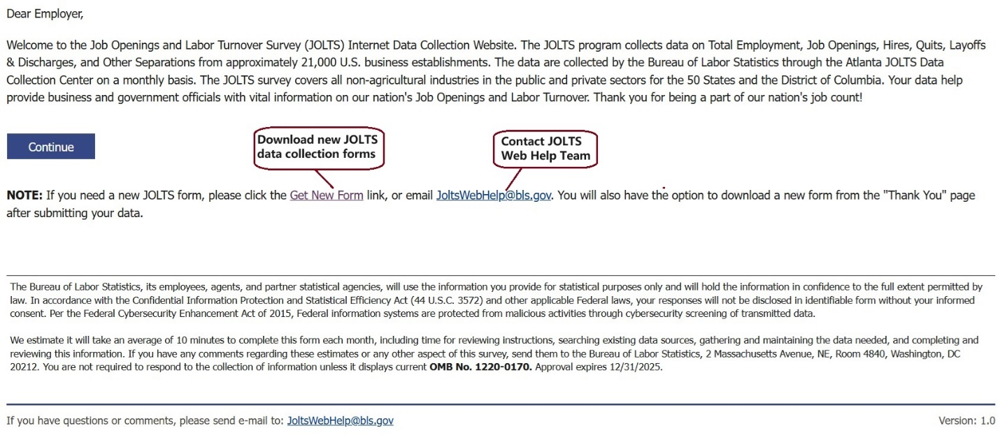 Dear Employer,
Welcome to the Job Openings and Labor Turnover Survey (JOLTS) Internet Data Collection Website. The JOLTS program collects data on Total Employment, Job Openings, Hires, Quits, Layoffs
& Discharges, and Other Separations from approximately 21,000 U.S. business establishments. The data are collected by the Bureau of Labor Statistics through the Atlanta JOLTS Data
Collection Center on a monthly basis. The JOLTS survey covers all non-agricultural industries in the public and private sectors for the 50 States and the District of Columbia. Your data help
provide business and government officials with vital information on our nation's Job Openings and Labor Turnover. Thank you for being a part of our nation's job count!
Continue
Download new JOLTS
data collection forms
Contact JOLTS
Web Help Team
NOTE: If you need a new JOLTS form, please click the Get New Form link, or email JoltsWebHelp@bls.gov. You will also have the option to download a new form from the "Thank You" page
after submitting your data.
The Bureau of Labor Statistics, its employees, agents, and partner statistical agencies, will use the information you provide for statistical purposes only and will hold the information in confidence to the full extent permitted by
law. In accordance with the Confidential Information Protection and Statistical Efficiency Act (44 U.S.C. 3572) and other applicable Federal laws, your responses will not be disclosed in identifiable form without your informed
consent. Per the Federal Cybersecurity Enhancement Act of 2015, Federal information systems are protected from malicious activities through cybersecurity screening of transmitted data.
We estimate it will take an average of 10 minutes to complete this form each month, including time for reviewing instructions, searching existing data sources, gathering and maintaining the data needed, and completing and
reviewing this information. If you have any comments regarding these estimates or any other aspect of this survey, send them to the Bureau of Labor Statistics, 2 Massachusetts Avenue, NE, Room 4840, Washington, DC
20212. You are not required to respond to the collection of information unless it displays current OMB No. 1220-0170. Approval expires 12/31/2025.
If you have questions or comments, please send e-mail to: JoltsWebHelp@bls.gov
Version: 1.0